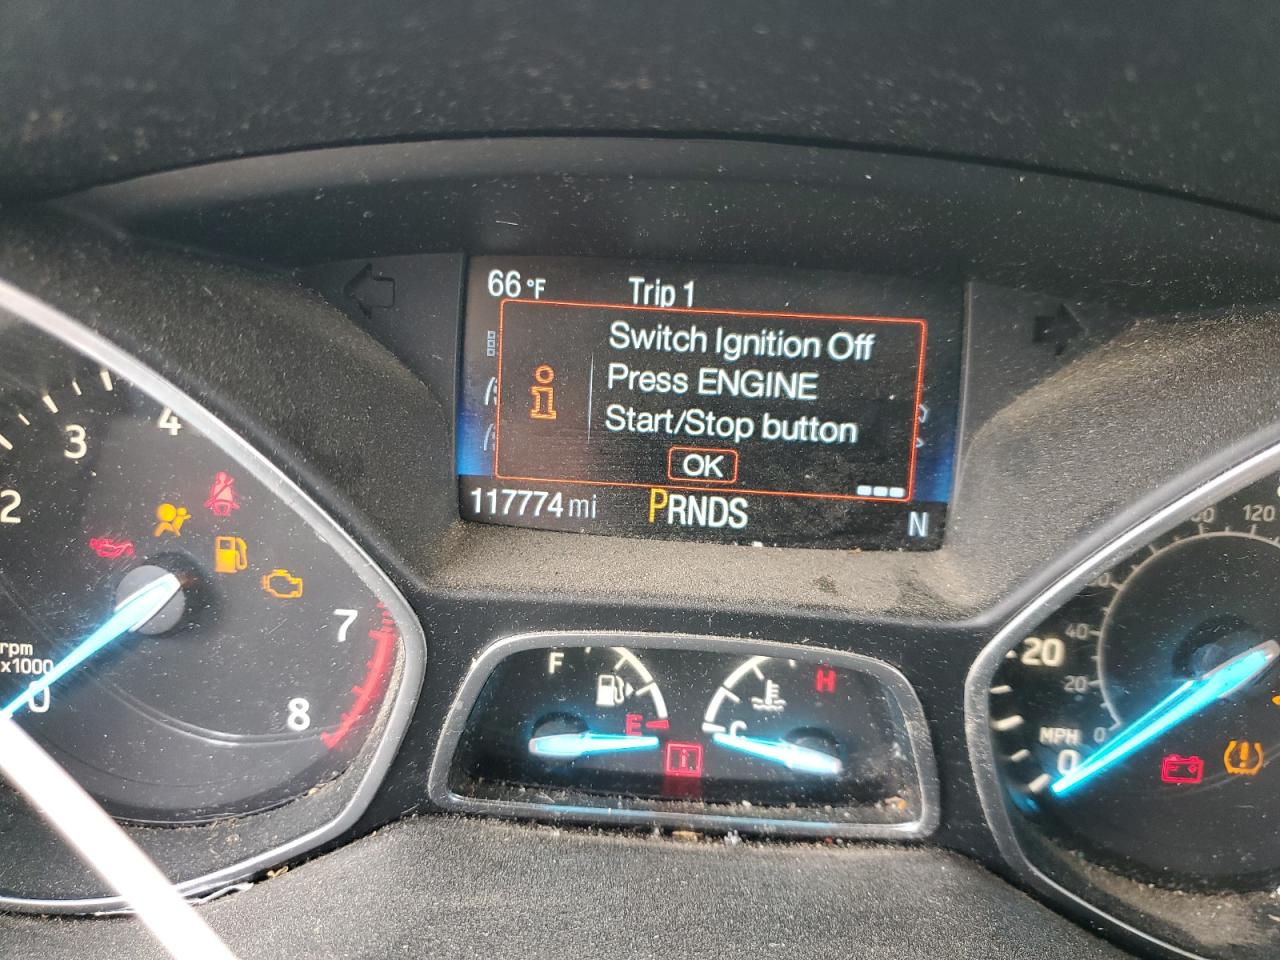 66 °F Trip 1
Switch Ignition Off
Press ENGINE
Start/Stop button
OK
117774 mi PRNDS N
2 3 4 7 8
rpm
x1000
0
F
E
H
C
20
MPH
0
120
40
20
0